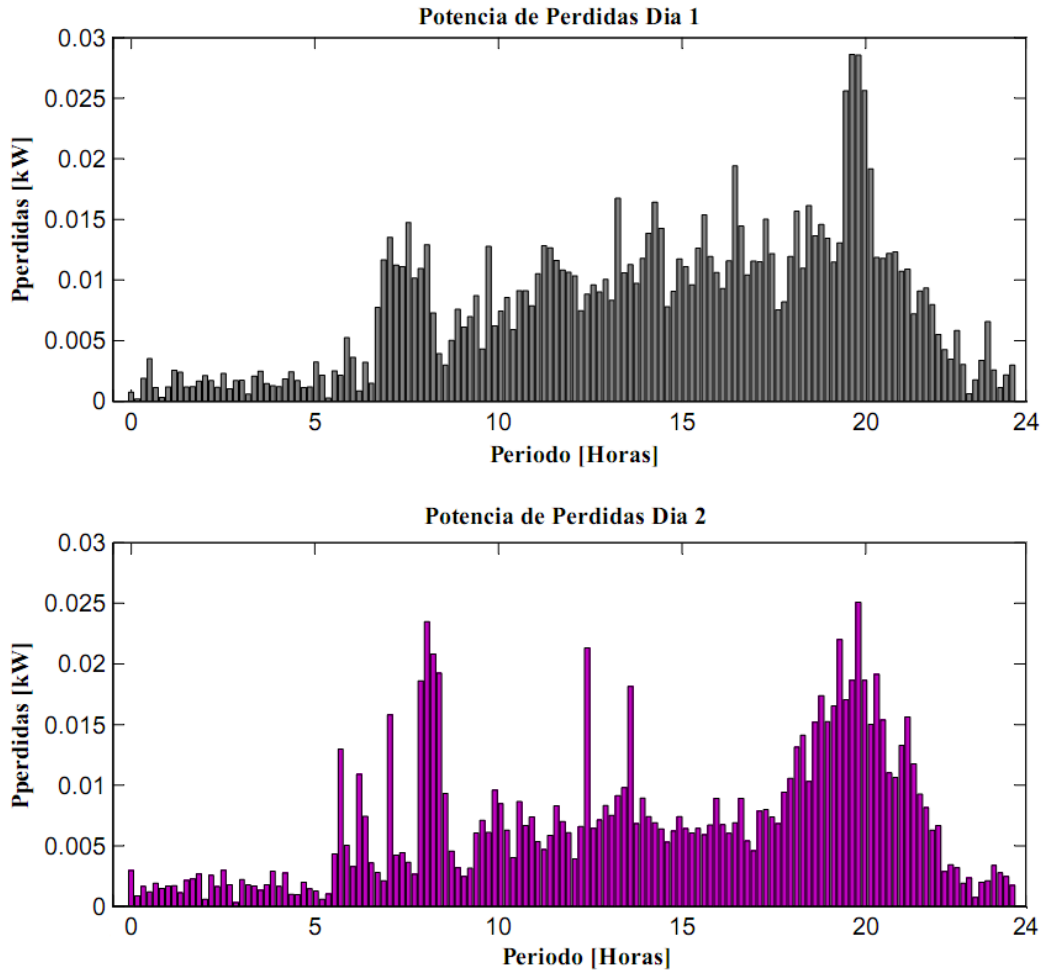 Potencia de Perdidas Dia 1
0.03
0.025
0.02
0.015
0.01
0.005
0
Pperdidas [kW]
0 5 10 15 20 24
Periodo [Horas]
Potencia de Perdidas Dia 2
0.03
0.025
0.02
0.015
0.01
0.005
0
Pperdidas [kW]
0 5 10 15 20 24
Periodo [Horas]